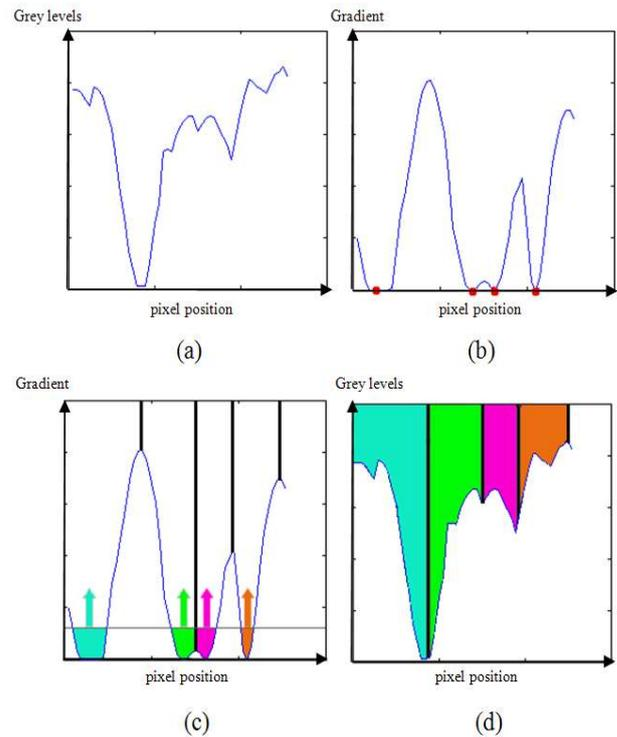 Grey levels
Gradient
pixel position
pixel position
(a)
(b)
Gradient
Grey levels
pixel position
pixel position
(c)
(d)